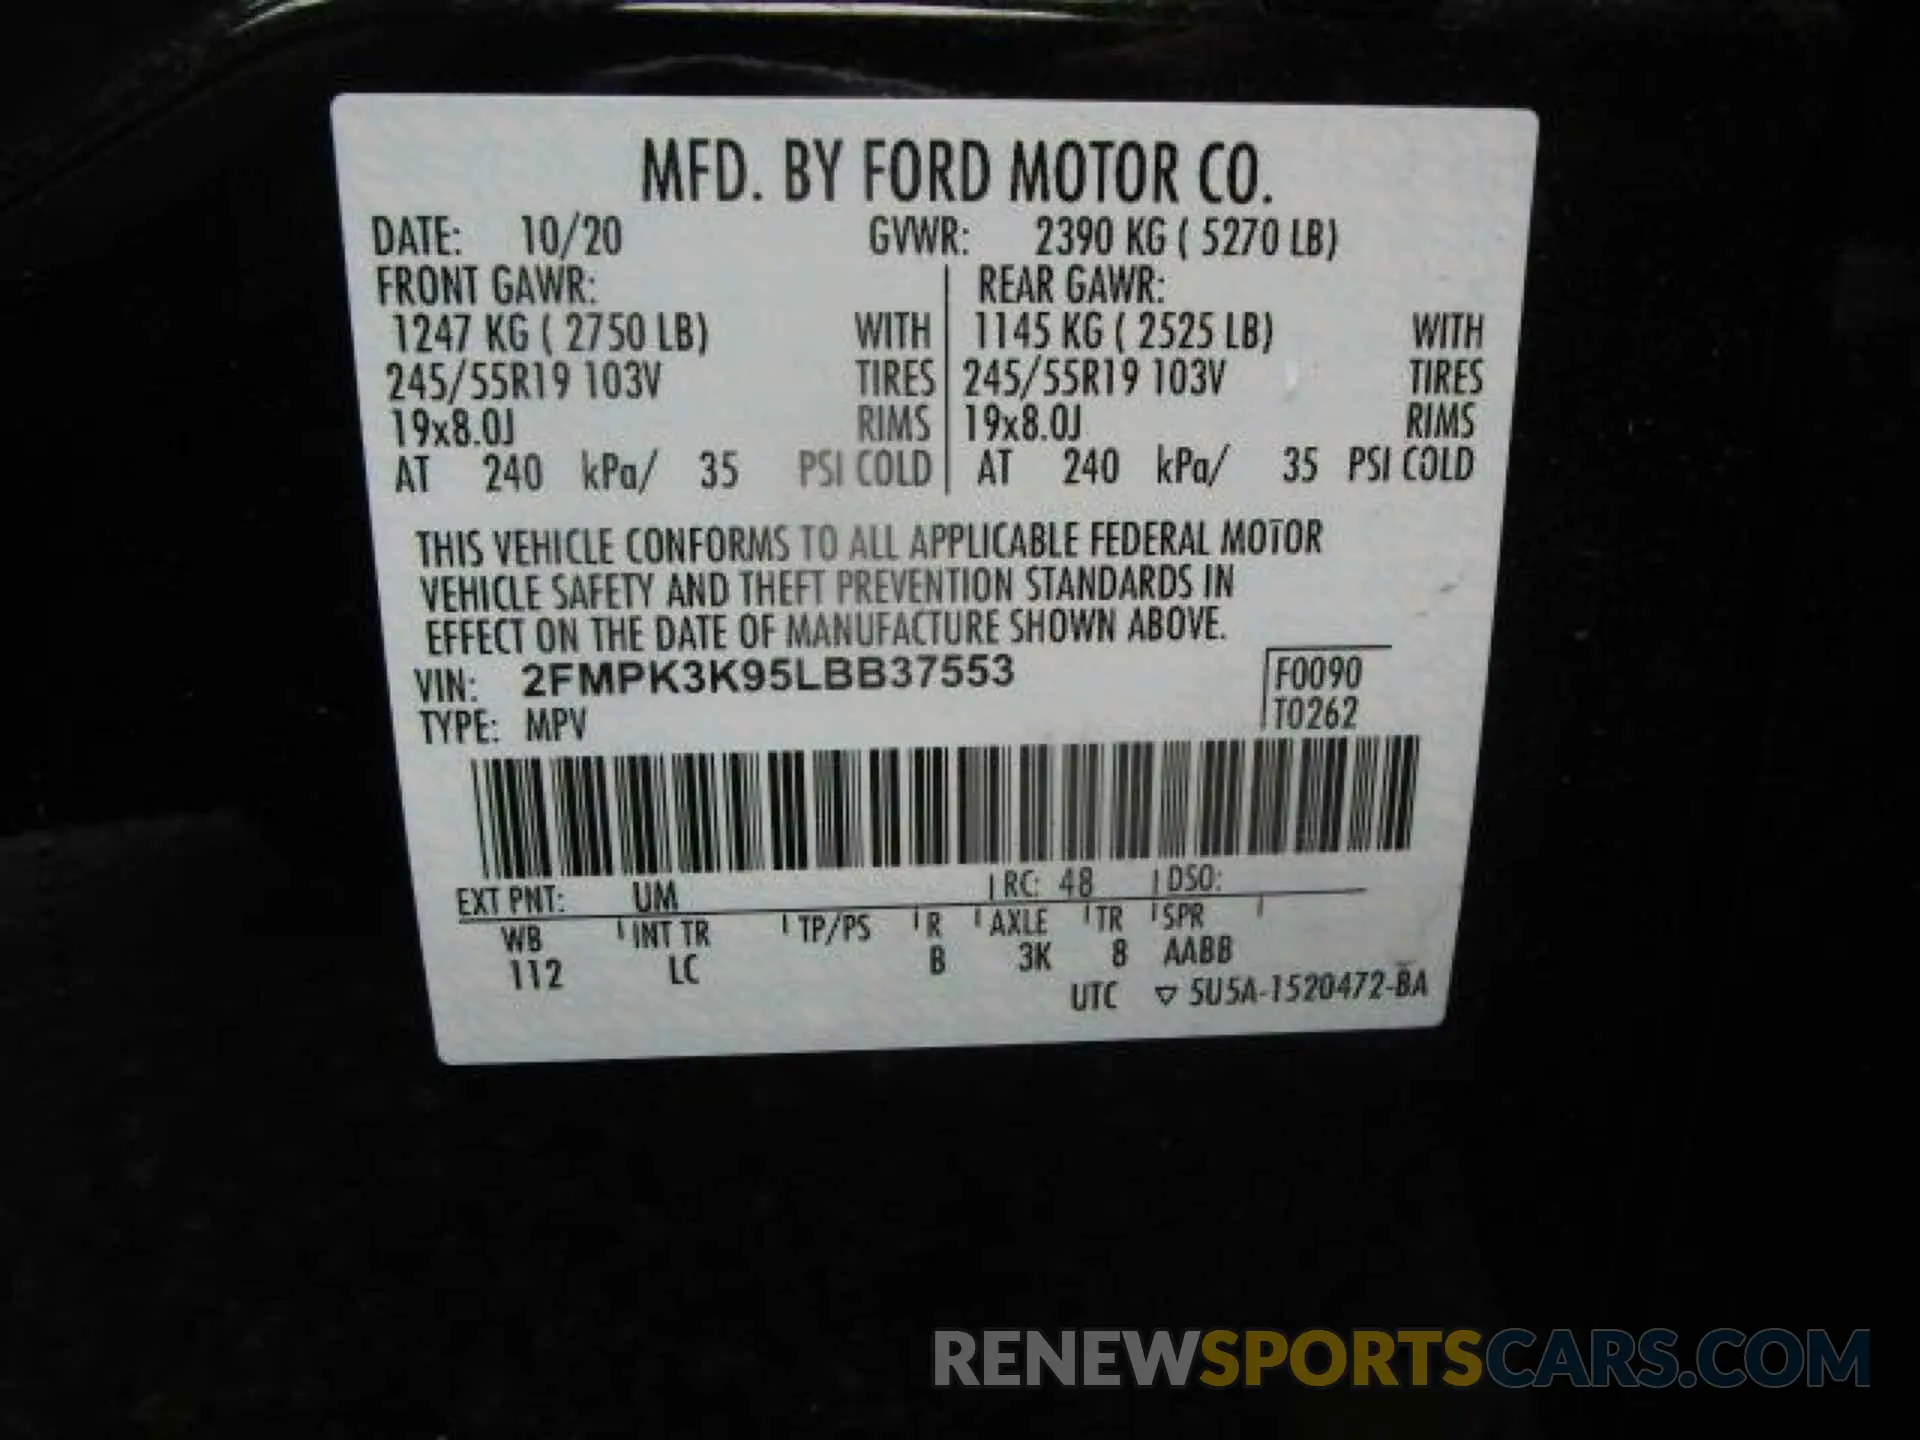 MFD. BY FORD MOTOR CO.
DATE: 10/20 GVWR: 2390 KG ( 5270 LB)
FRONT GAWR: REAR GAWR:
1247 KG ( 2750 LB) WITH 1145 KG ( 2525 LB) WITH
245/55R19 103V TIRES 245/55R19 103V TIRES
19x8.0J RIMS 19x8.0J RIMS
AT 240 kPa/ 35 PSI COLD AT 240 kPa/ 35 PSI COLD
THIS VEHICLE CONFORMS TO ALL APPLICABLE FEDERAL MOTOR
VEHICLE SAFETY AND THEFT PREVENTION STANDARDS IN
EFFECT ON THE DATE OF MANUFACTURE SHOWN ABOVE.
VIN: 2FMPK3K95LBB37553 F0090
TYPE: MPV T0262
EXT PNT: UM RC: 48 DSO:
WB INT TR TP/PS R AXLE TR SPR
112 LC B 3K 8 AABB
UTC ▽ 5U5A-1520472-BA
RENEWSPORTSCARS.COM